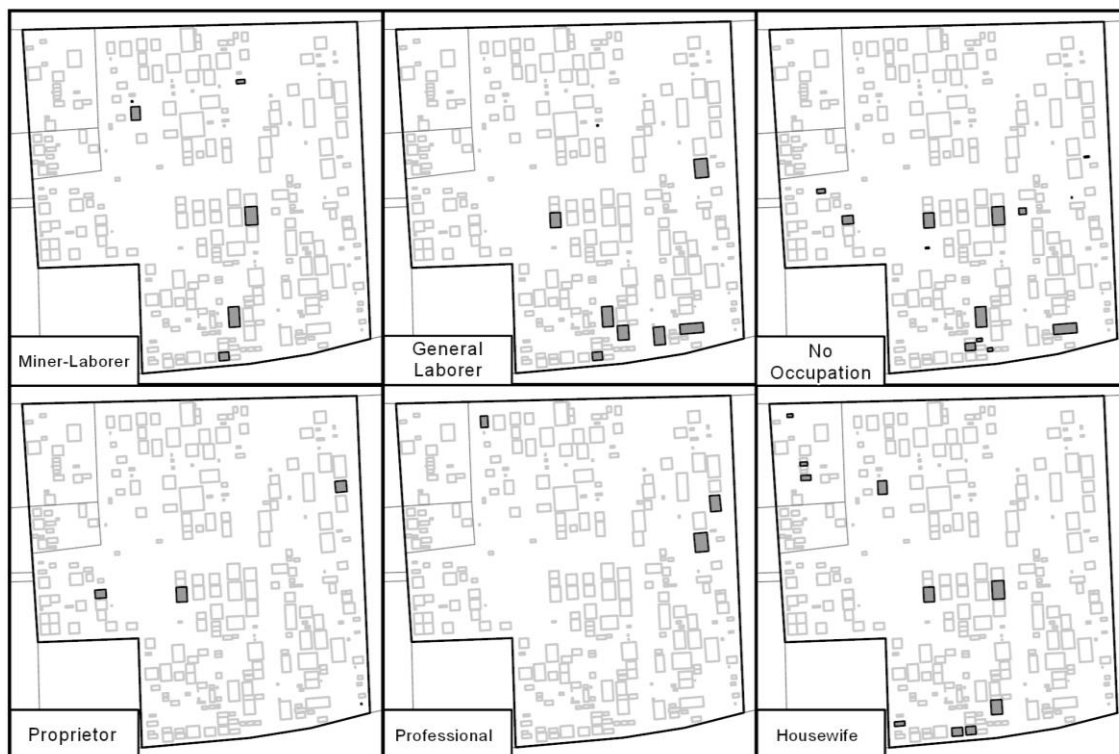 Miner-Laborer
General
Laborer
No
Occupation
Proprietor
Professional
Housewife